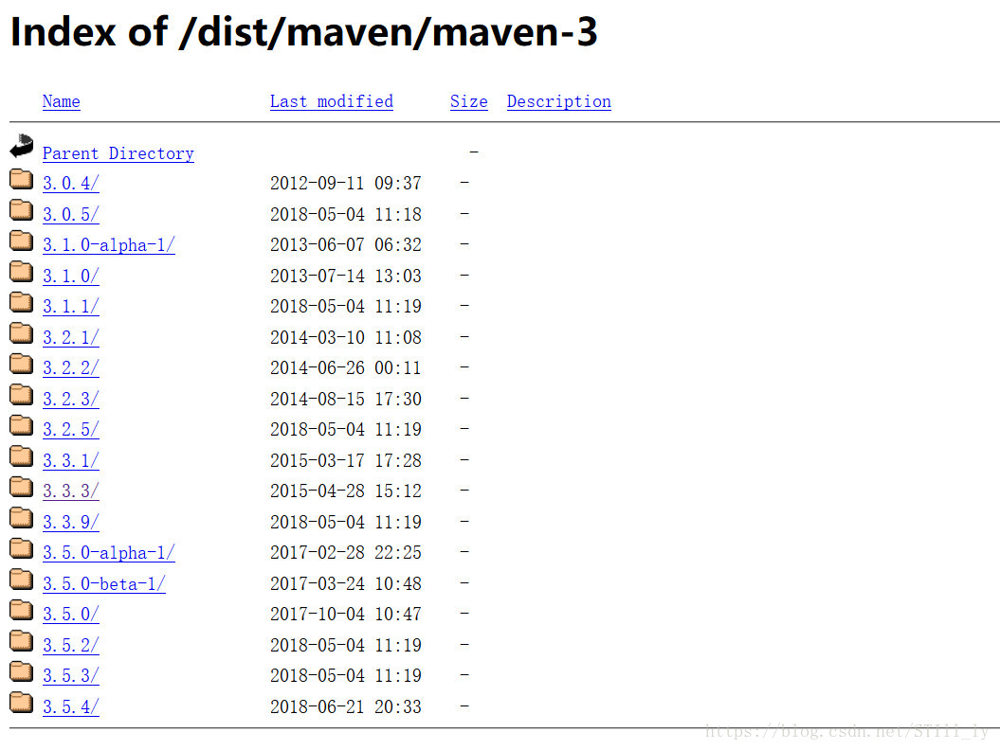 Index of /dist/maven/maven-3
Name Last modified Size Description
Parent Directory -
3.0.4/ 2012-09-11 09:37 -
3.0.5/ 2018-05-04 11:18 -
3.1.0-alpha-1/ 2013-06-07 06:32 -
3.1.0/ 2013-07-14 13:03 -
3.1.1/ 2018-05-04 11:19 -
3.2.1/ 2014-03-10 11:08 -
3.2.2/ 2014-06-26 00:11 -
3.2.3/ 2014-08-15 17:30 -
3.2.5/ 2018-05-04 11:19 -
3.3.1/ 2015-03-17 17:28 -
3.3.3/ 2015-04-28 15:12 -
3.3.9/ 2018-05-04 11:19 -
3.5.0-alpha-1/ 2017-02-28 22:25 -
3.5.0-beta-1/ 2017-03-24 10:48 -
3.5.0/ 2017-10-04 10:47 -
3.5.2/ 2018-05-04 11:19 -
3.5.3/ 2018-05-04 11:19 -
3.5.4/ 2018-06-21 20:33 -
https://blog.csdn.net/STI11_ly